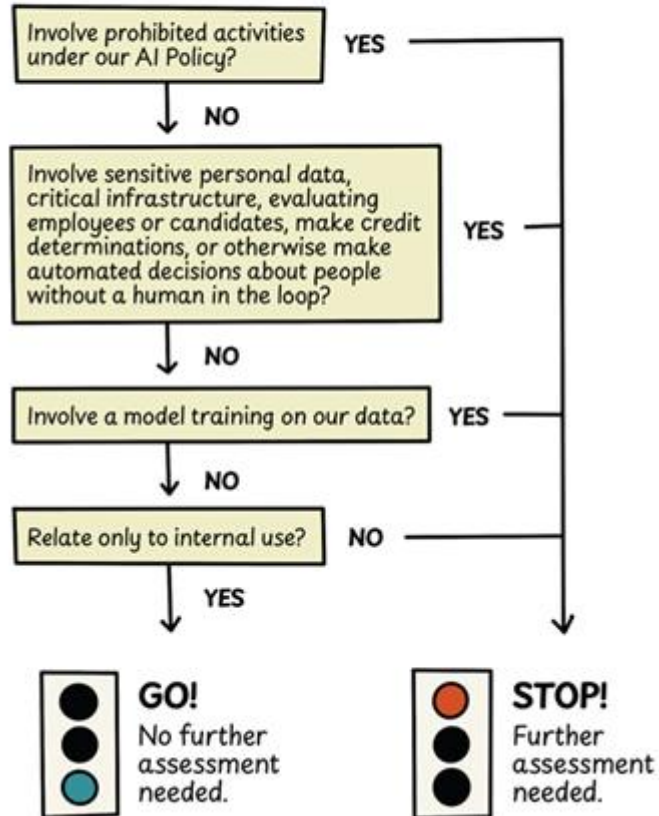 Involve prohibited activities
under our AI Policy?
YES
NO
Involve sensitive personal data,
critical infrastructure, evaluating
employees or candidates, make credit
determinations, or otherwise make
automated decisions about people
without a human in the loop?
YES
NO
Involve a model training on our data?
YES
NO
Relate only to internal use?
NO
YES
GO!
No further
assessment
needed.
STOP!
Further
assessment
needed.